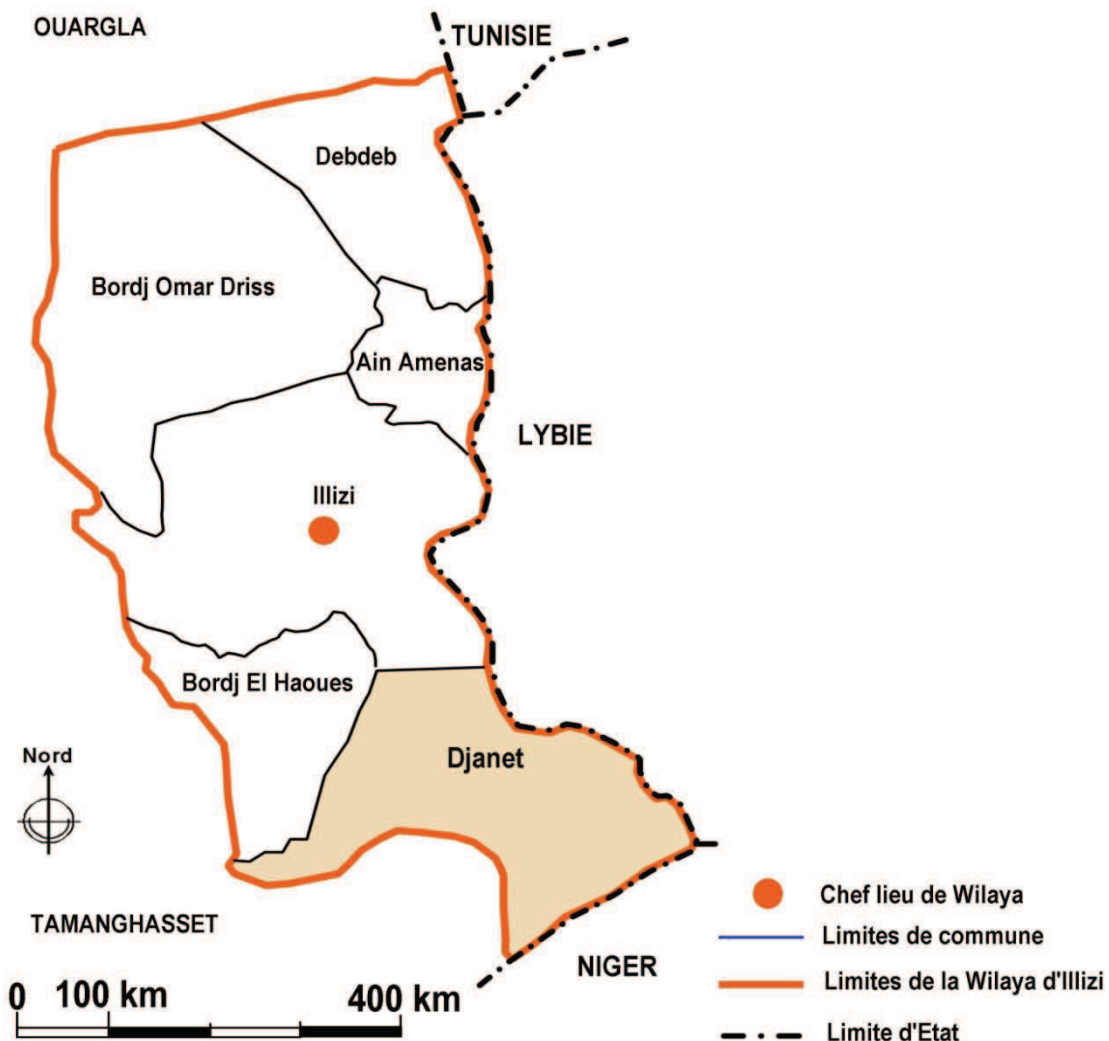 OUARGLA
TUNISIE
Debdeb
Bordj Omar Driss
Ain Amenas
LYBIE
Illizi
Bordj El Haoues
Djanet
Nord
TAMANGHASSET
NIGER
0 100 km 400 km
Chef lieu de Wilaya
Limites de commune
Limites de la Wilaya d'Illizi
Limite d'Etat